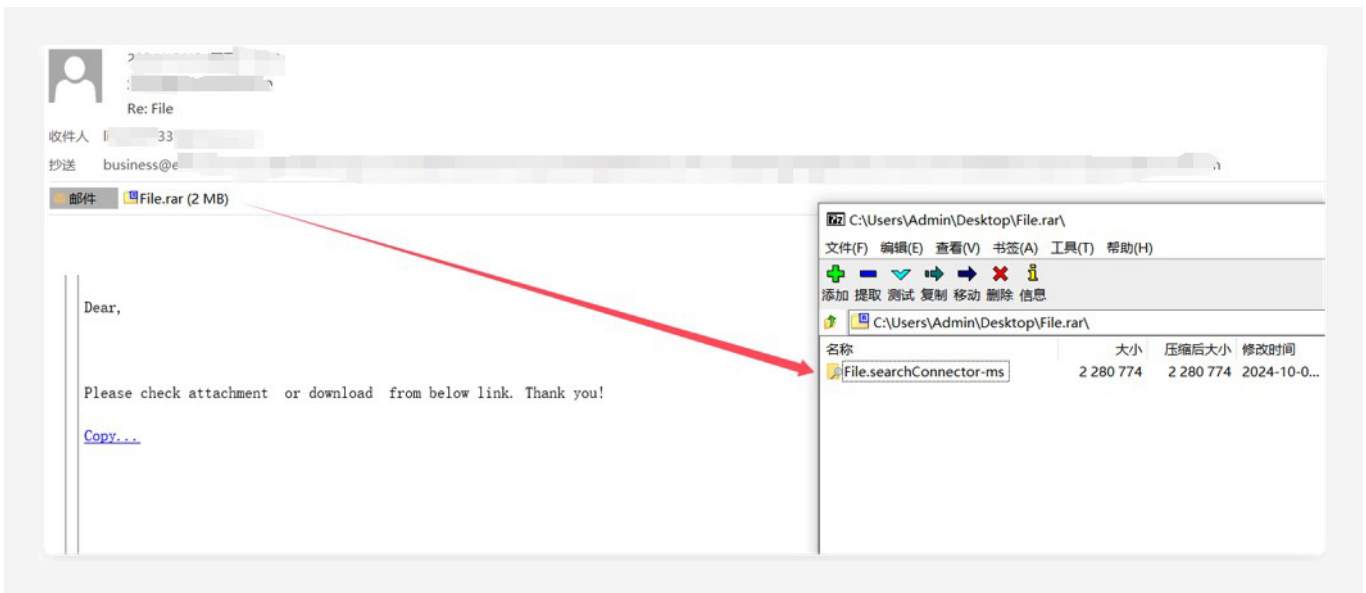 Re: File
收件人
33
抄送 business@e
邮件 File.rar (2 MB)
Dear,
Please check attachment or download from below link. Thank you!
Copy...
C:\Users\Admin\Desktop\File.rar\
文件(F) 编辑(E) 查看(V) 书签(A) 工具(T) 帮助(H)
添加 提取 测试 复制 移动 删除 信息
C:\Users\Admin\Desktop\File.rar\
名称 大小 压缩后大小 修改时间
File.searchConnector-ms 2 280 774 2 280 774 2024-10-0...